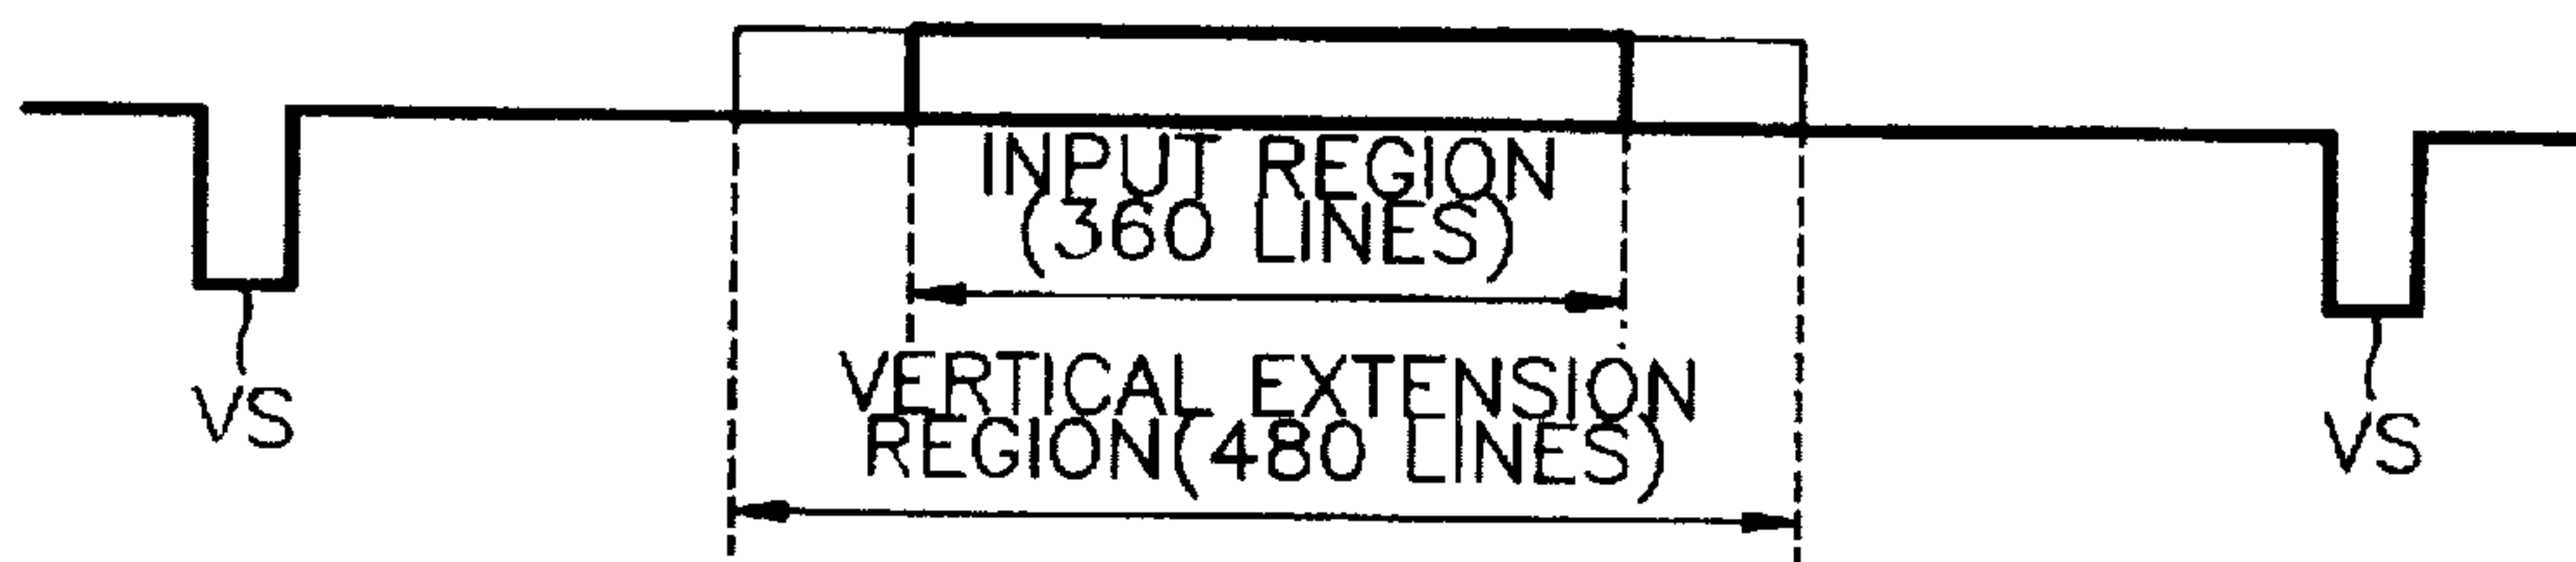 INPUT REGION
(360 LINES)
VERTICAL EXTENSION
REGION(480 LINES)
VS
VS